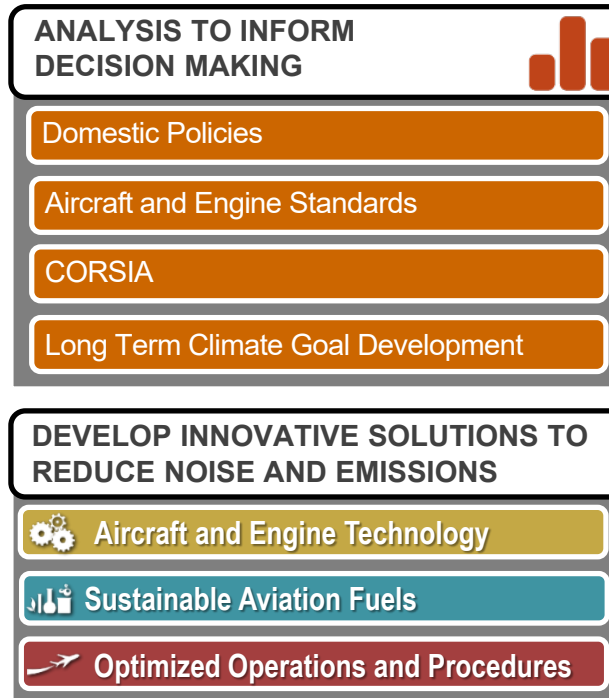 ANALYSIS TO INFORM
DECISION MAKING
Domestic Policies
Aircraft and Engine Standards
CORSIA
Long Term Climate Goal Development
DEVELOP INNOVATIVE SOLUTIONS TO
REDUCE NOISE AND EMISSIONS
Aircraft and Engine Technology
Sustainable Aviation Fuels
Optimized Operations and Procedures